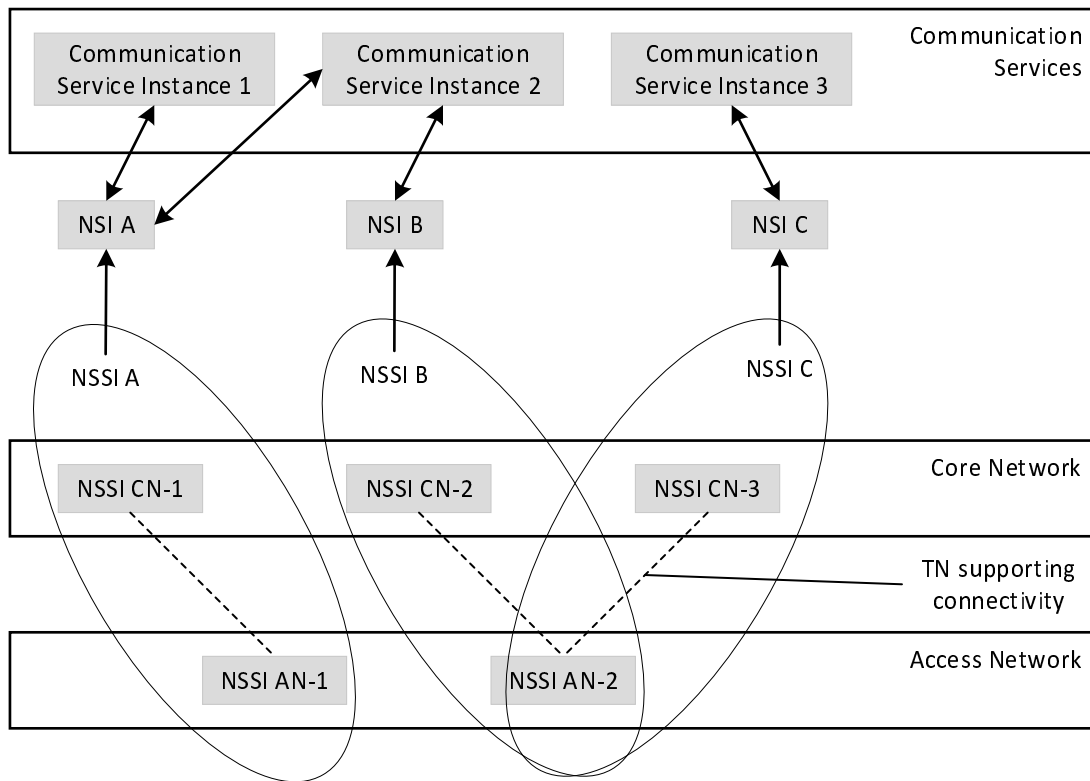 Communication
Service Instance 1
Communication
Service Instance 2
Communication
Service Instance 3
Communication
Services
NSI A
NSI B
NSI C
NSSI A
NSSI B
NSSI C
Core Network
NSSI CN-1
NSSI CN-2
NSSI CN-3
TN supporting
connectivity
Access Network
NSSI AN-1
NSSI AN-2